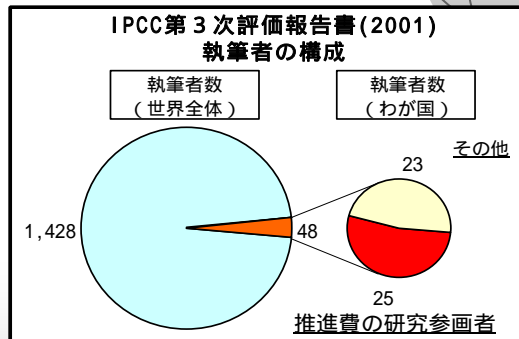 IPCC第３次評価報告書(2001)
執筆者の構成
執筆者数
（世界全体）
執筆者数
（わが国）
その他
23
1,428
48
25
推進費の研究参画者